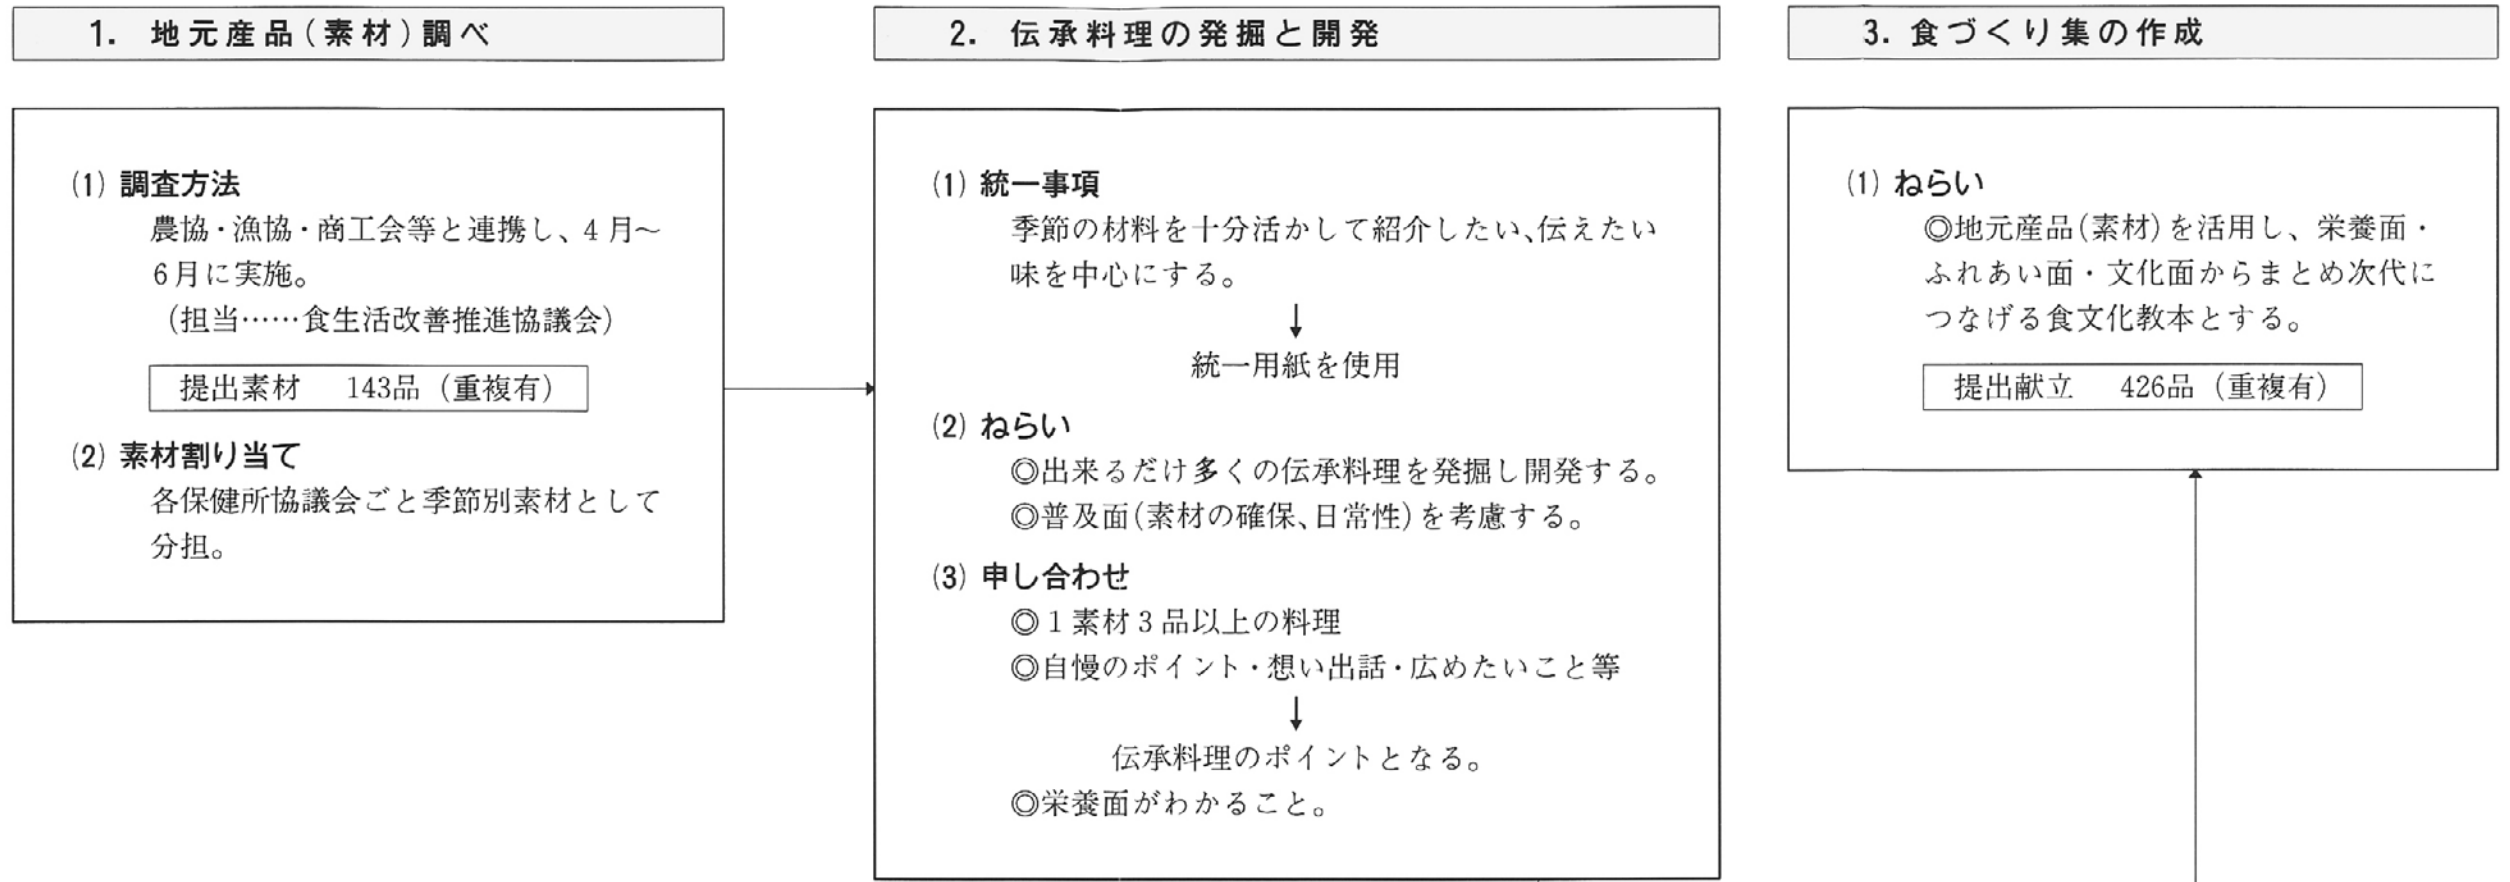 1. 地元産品(素材)調べ
(1) 調査方法
農協・漁協・商工会等と連携し、4月～
6月に実施。
(担当……食生活改善推進協議会)
提出素材 143品(重複有)
(2) 素材割り当て
各保健所協議会ごと季節別素材として
分担。
2. 伝承料理の発掘と開発
(1) 統一事項
季節の材料を十分活かして紹介したい、伝えたい
味を中心にする。
↓
統一用紙を使用
(2) ねらい
◎出来るだけ多くの伝承料理を発掘し開発する。
◎普及面(素材の確保、日常性)を考慮する。
(3) 申し合わせ
◎1素材3品以上の料理
◎自慢のポイント・想い出話・広めたいこと等
↓
伝承料理のポイントとなる。
◎栄養面がわかること。
3. 食づくり集の作成
(1) ねらい
◎地元産品(素材)を活用し、栄養面・
ふれあい面・文化面からまとめ次代に
つなげる食文化教本とする。
提出献立 426品(重複有)